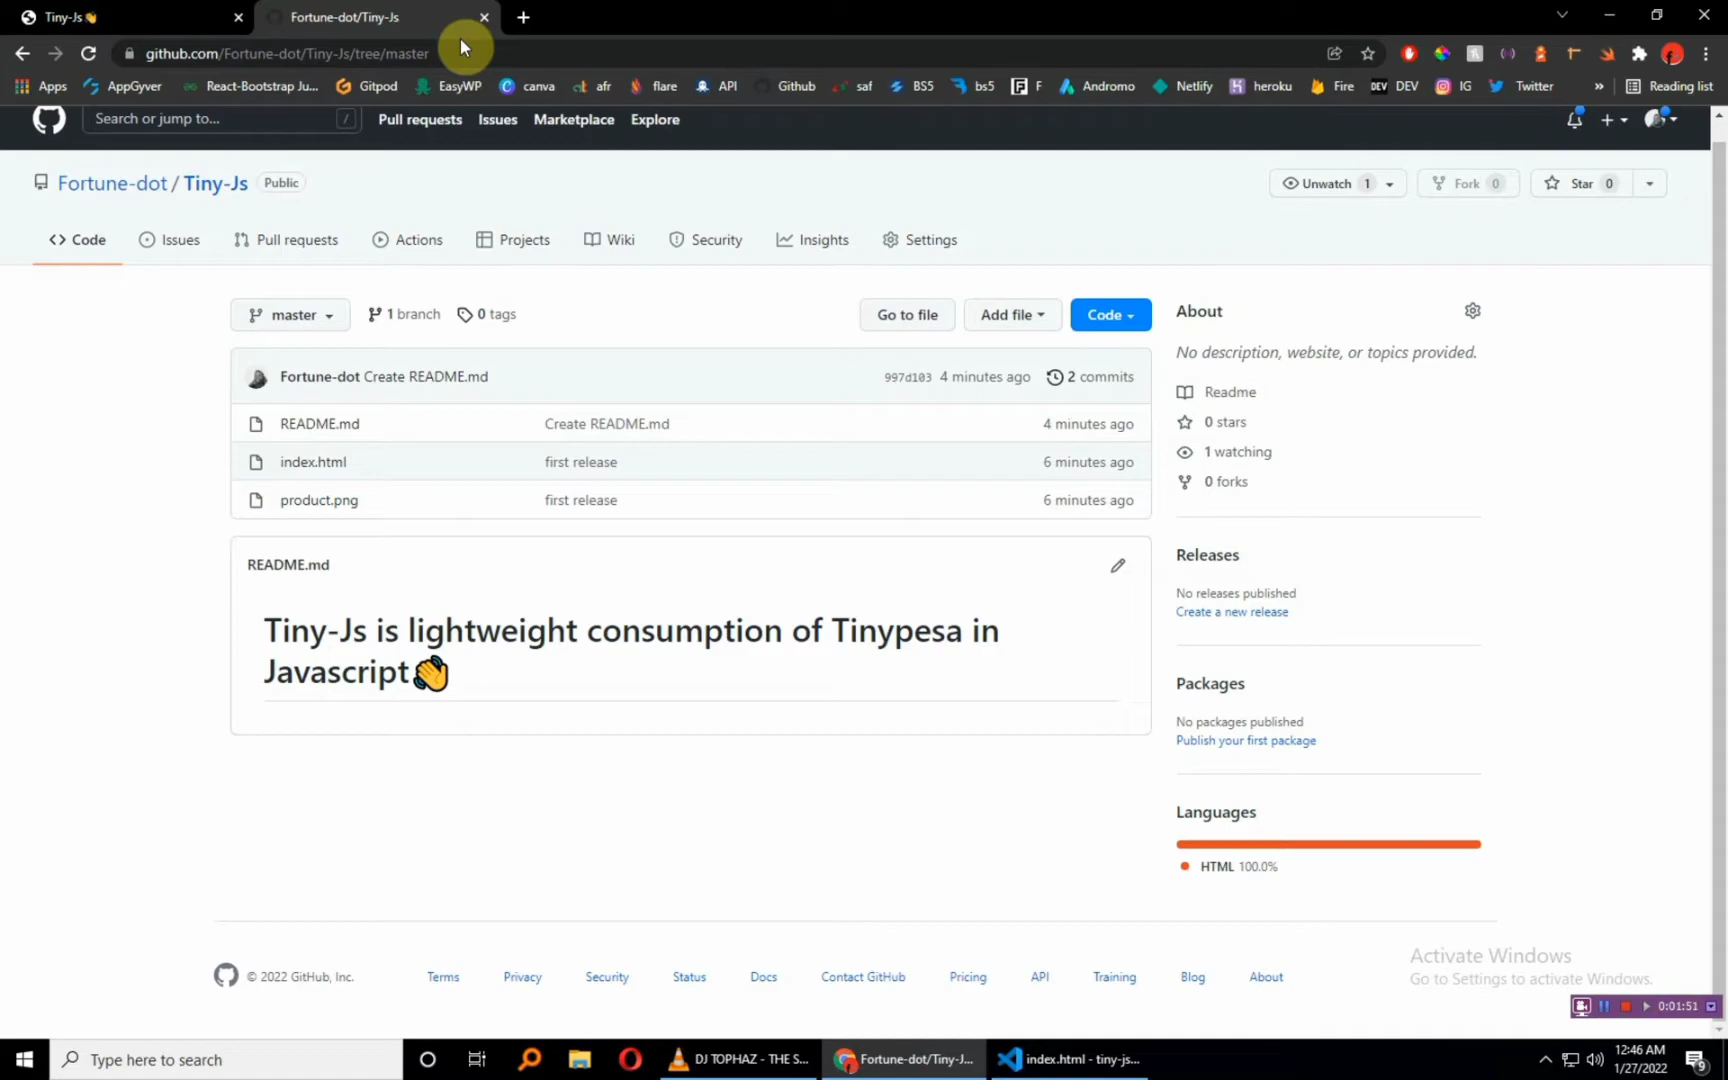 Tiny-Js👋
Fortune-dot/Tiny-Js
github.com/Fortune-dot/Tiny-Js/tree/master
Apps AppGyver React-Bootstrap Ju... Gitpod EasyWP canva afr flare API Github saf BS5 bs5 F Andromo Netlify heroku Fire DEV DEV IG Twitter » Reading list
Search or jump to... / Pull requests Issues Marketplace Explore
Fortune-dot / Tiny-Js Public Unwatch 1 Fork 0 Star 0
Code Issues Pull requests Actions Projects Wiki Security Insights Settings
master 1 branch 0 tags Go to file Add file Code
Fortune-dot Create README.md 997d103 4 minutes ago 2 commits
README.md Create README.md 4 minutes ago
index.html first release 6 minutes ago
product.png first release 6 minutes ago
README.md
Tiny-Js is lightweight consumption of Tinypesa in
Javascript👋
About
No description, website, or topics provided.
Readme
0 stars
1 watching
0 forks
Releases
No releases published
Create a new release
Packages
No packages published
Publish your first package
Languages
HTML 100.0%
© 2022 GitHub, Inc. Terms Privacy Security Status Docs Contact GitHub Pricing API Training Blog About
Activate Windows
Go to Settings to activate Windows.
0:01:51
Type here to search
DJ TOPHAZ - THE S...
Fortune-dot/Tiny-J...
index.html - tiny-js...
12:46 AM
1/27/2022
9